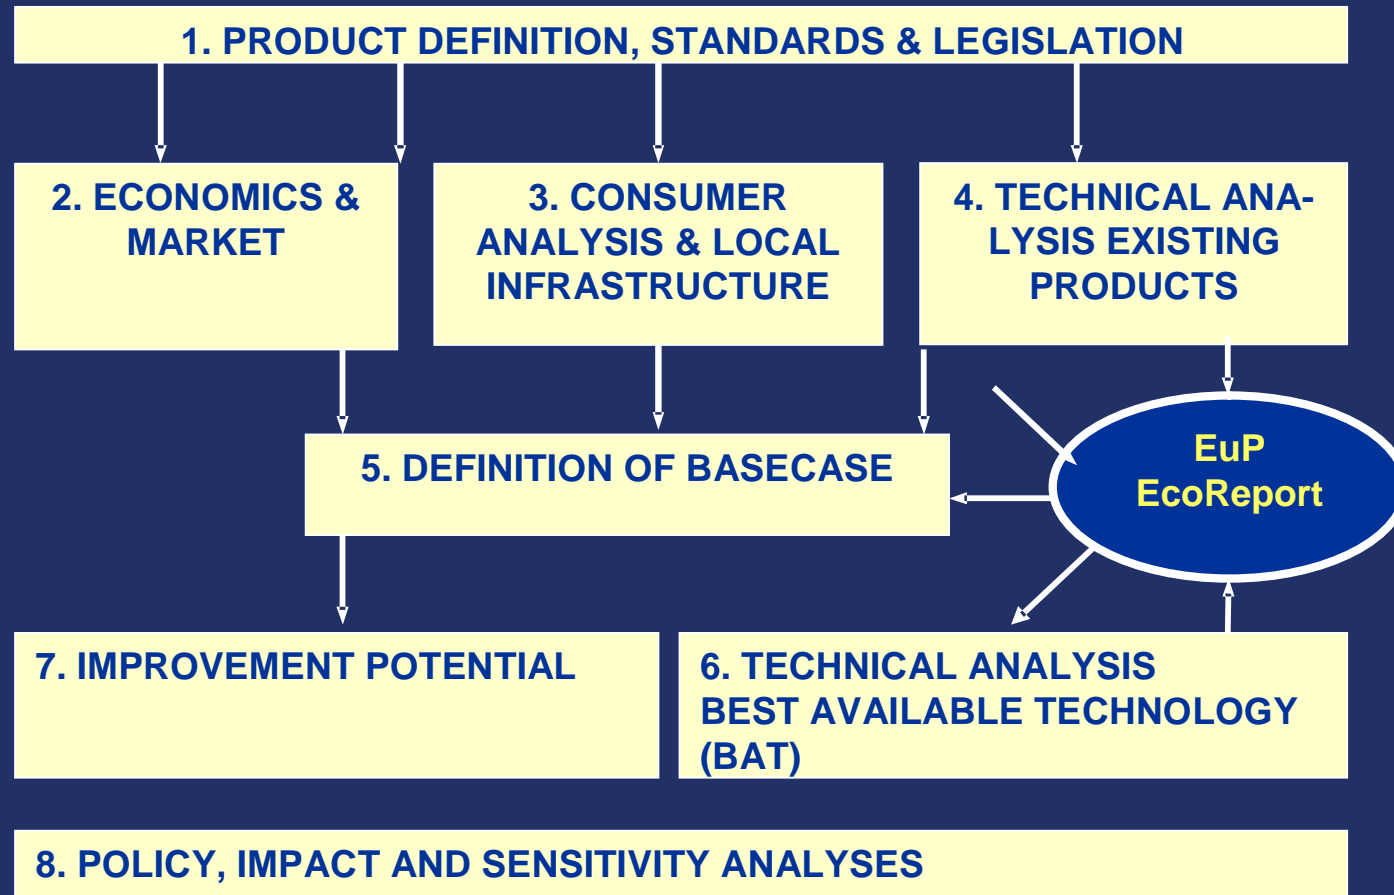 1. PRODUCT DEFINITION, STANDARDS & LEGISLATION
2. ECONOMICS &
MARKET
3. CONSUMER
ANALYSIS & LOCAL
INFRASTRUCTURE
4. TECHNICAL ANA-
LYSIS EXISTING
PRODUCTS
EuP
EcoReport
5. DEFINITION OF BASECASE
7. IMPROVEMENT POTENTIAL
6. TECHNICAL ANALYSIS
BEST AVAILABLE TECHNOLOGY
(BAT)
8. POLICY, IMPACT AND SENSITIVITY ANALYSES